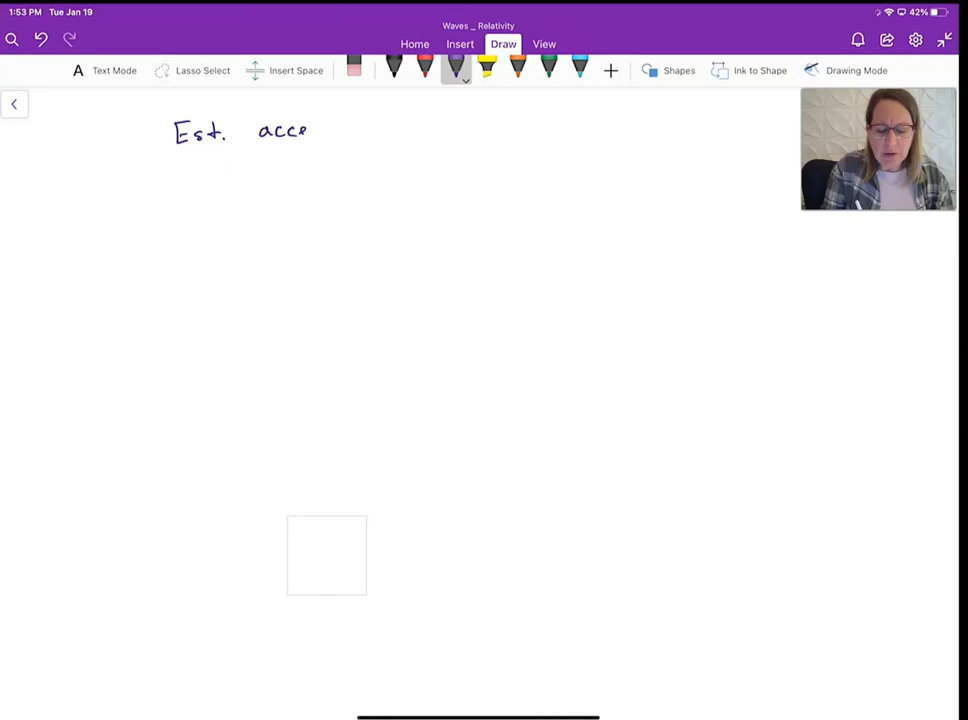 1:53 PM Tue Jan 19
42%
Waves _ Relativity
Home Insert Draw View
A Text Mode Lasso Select Insert Space Shapes Ink to Shape Drawing Mode
Est. acce